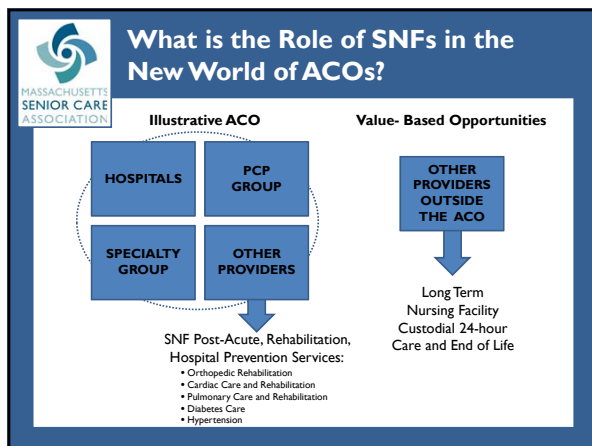 What is the Role of SNFs in the
New World of ACOs?
MASSACHUSETTS
SENIOR CARE
ASSOCIATION
Illustrative ACO
HOSPITALS
PCP
GROUP
SPECIALTY
GROUP
OTHER
PROVIDERS
SNF Post-Acute, Rehabilitation,
Hospital Prevention Services:
• Orthopedic Rehabilitation
• Cardiac Care and Rehabilitation
• Pulmonary Care and Rehabilitation
• Diabetes Care
• Hypertension
Value- Based Opportunities
OTHER
PROVIDERS
OUTSIDE
THE ACO
Long Term
Nursing Facility
Custodial 24-hour
Care and End of Life